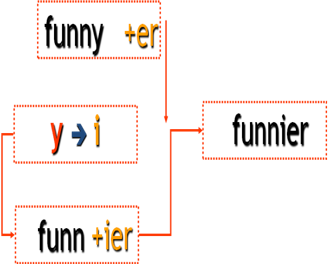 funny +er
y → i
funnier
funn +ier